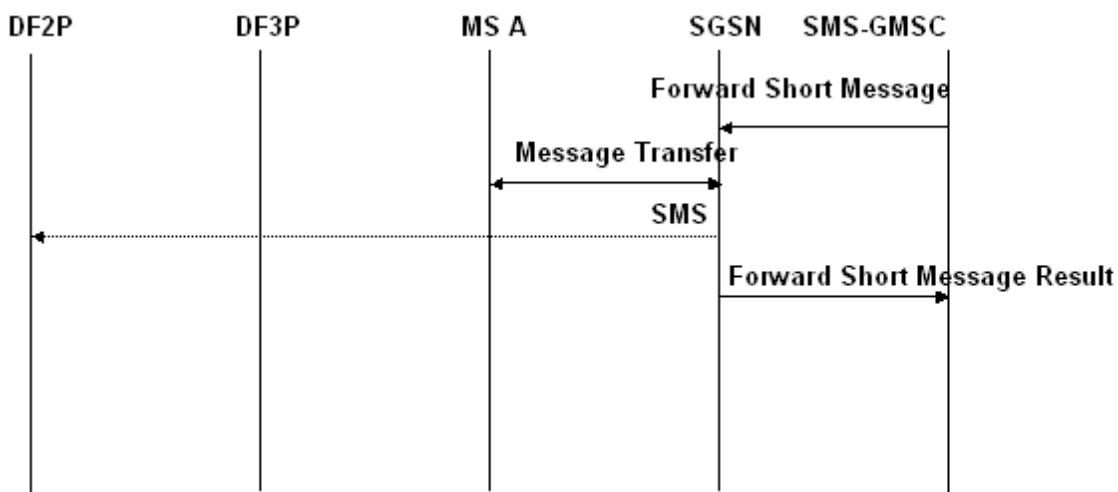 DF2P DF3P MS A SGSN SMS-GMSC
Forward Short Message
Message Transfer
SMS
Forward Short Message Result